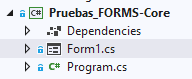 C# Pruebas_FORMS-Core
Dependencies
Form1.cs
C# Program.cs